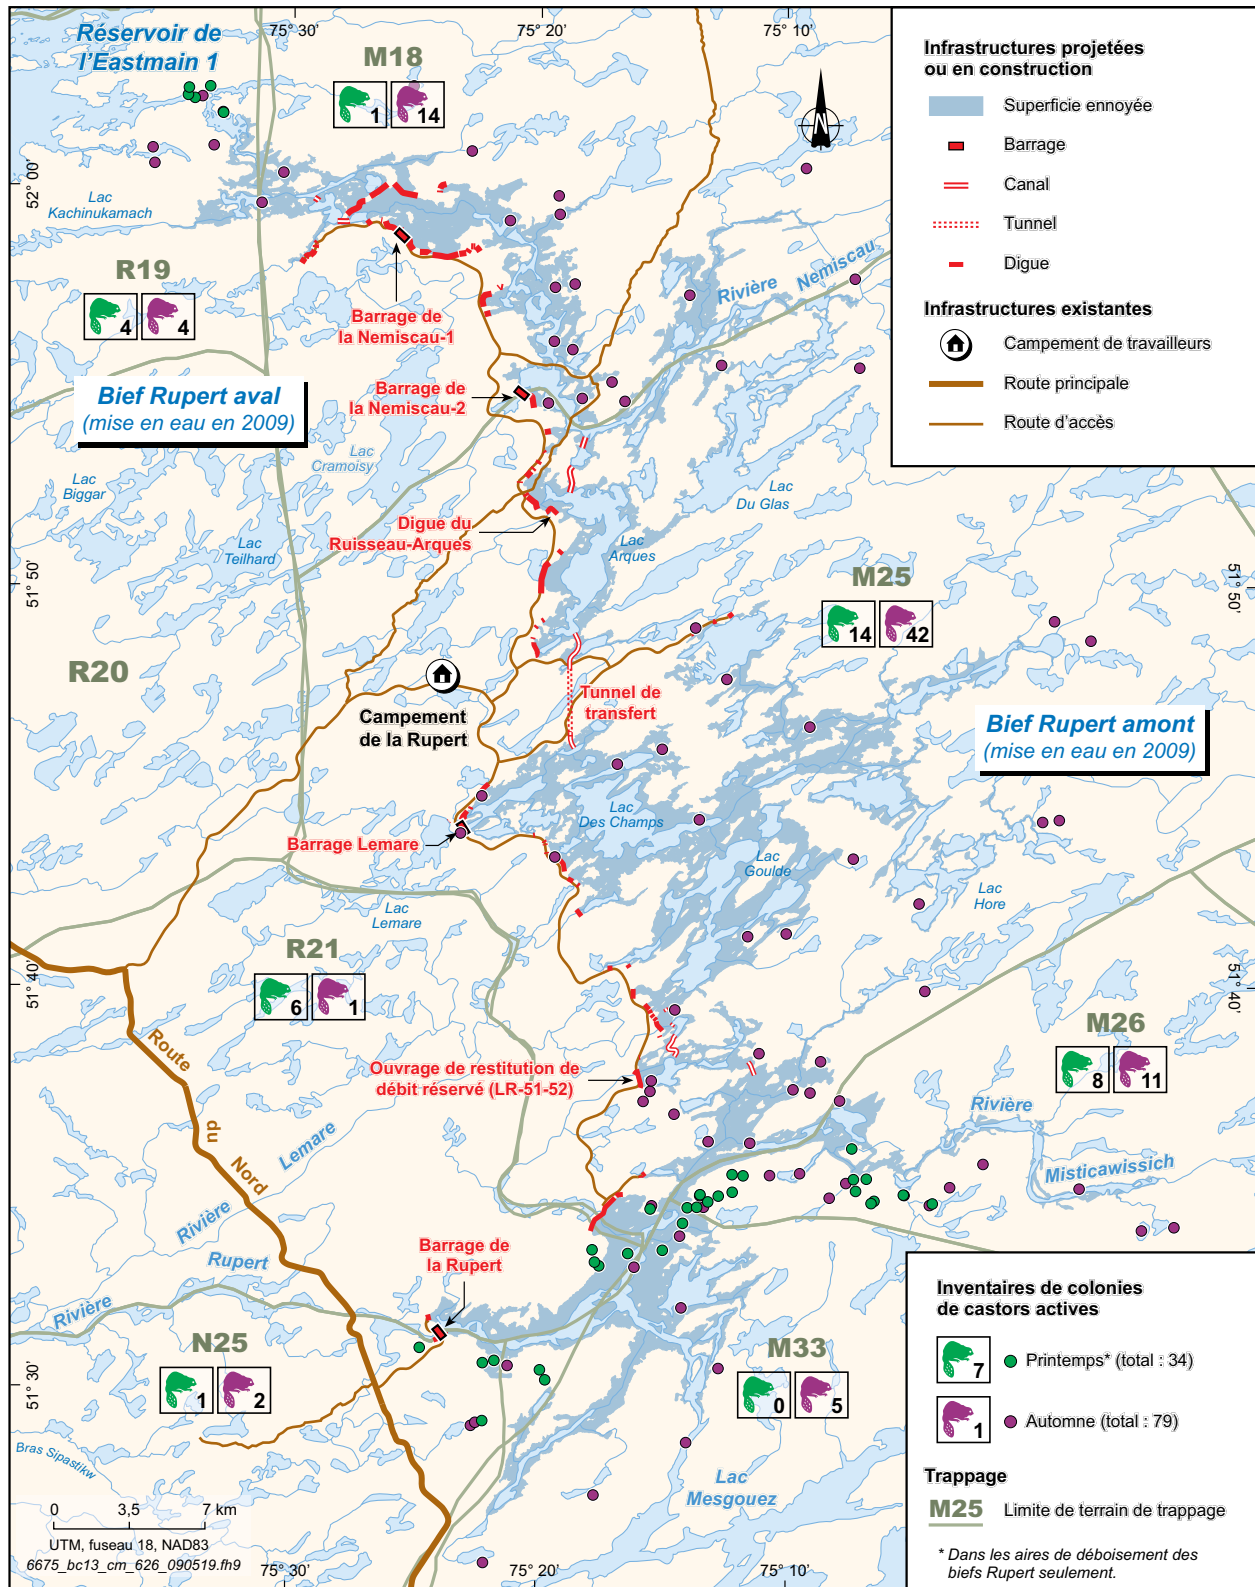 75° 30'
75° 20'
75° 10'
Réservoir de
l'Eastmain 1
M18
1
14
N
52° 00'
Lac
Kachinukamach
R19
4
4
Barrage de
la Nemiscau-1
Rivière Nemiscau
Bief Rupert aval
(mise en eau en 2009)
Barrage de
la Nemiscau-2
Lac
Cramoisy
Lac
Biggar
Lac
Teilhard
Digue du
Ruisseau-Arques
Lac
Arques
Lac
Du Glas
51° 50'
51° 50'
M25
14
42
R20
Campement
de la Rupert
Tunnel de
transfert
Bief Rupert amont
(mise en eau en 2009)
Lac
Des Champs
Barrage Lemare
Lac
Goulde
Lac
Hore
Lac
Lemare
R21
6
1
51° 40'
51° 40'
M26
8
11
Route du Nord
Ouvrage de restitution de
débit réservé (LR-51-52)
Rivière
Misticawissich
Rivière Lemare
Rivière Rupert
Barrage de
la Rupert
N25
1
2
M33
0
5
51° 30'
Bras Sipastikw
Lac
Mesgouez
0 3,5 7 km
UTM, fuseau 18, NAD83
6675_bc13_cm_626_090519.fh9
75° 30'
75° 20'
75° 10'
Infrastructures projetées
ou en construction
Superficie ennoyée
Barrage
Canal
Tunnel
Digue
Infrastructures existantes
Campement de travailleurs
Route principale
Route d'accès
Inventaires de colonies
de castors actives
7
Printemps* (total : 34)
1
Automne (total : 79)
Trappage
M25 Limite de terrain de trappage
* Dans les aires de déboisement des
biefs Rupert seulement.